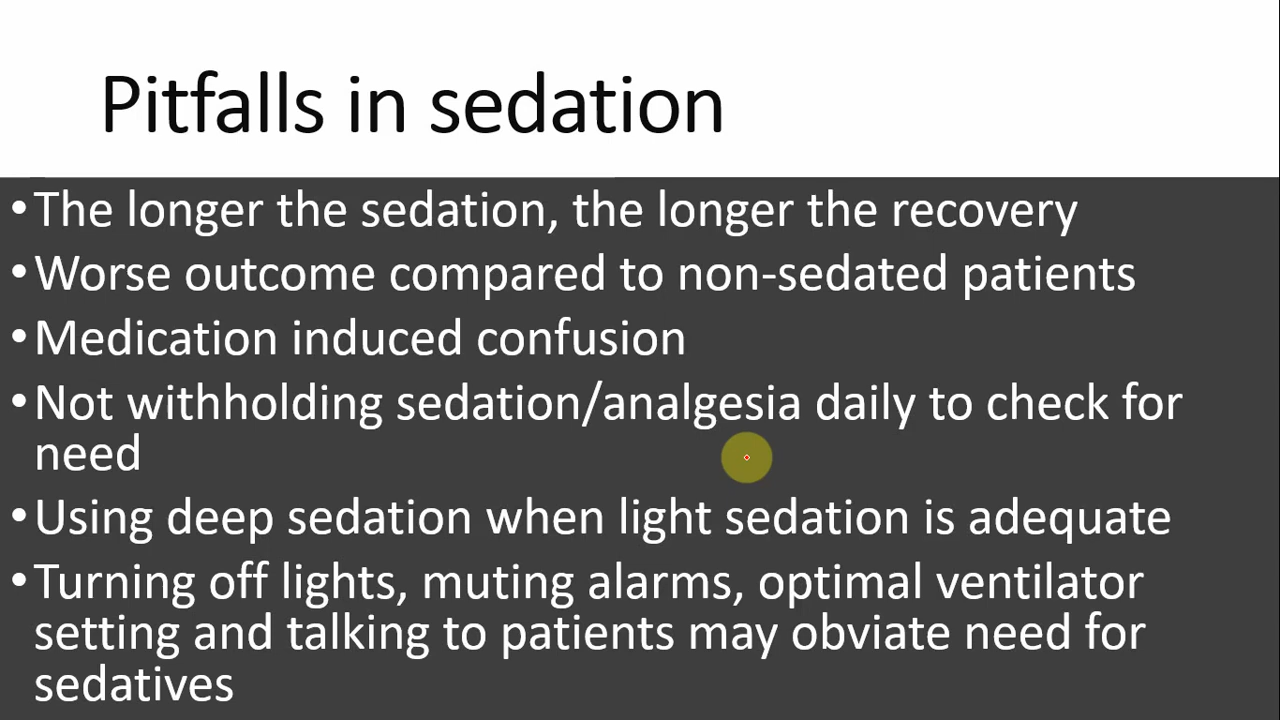 Pitfalls in sedation
•The longer the sedation, the longer the recovery
•Worse outcome compared to non-sedated patients
•Medication induced confusion
•Not withholding sedation/analgesia daily to check for
need
•Using deep sedation when light sedation is adequate
•Turning off lights, muting alarms, optimal ventilator
setting and talking to patients may obviate need for
sedatives